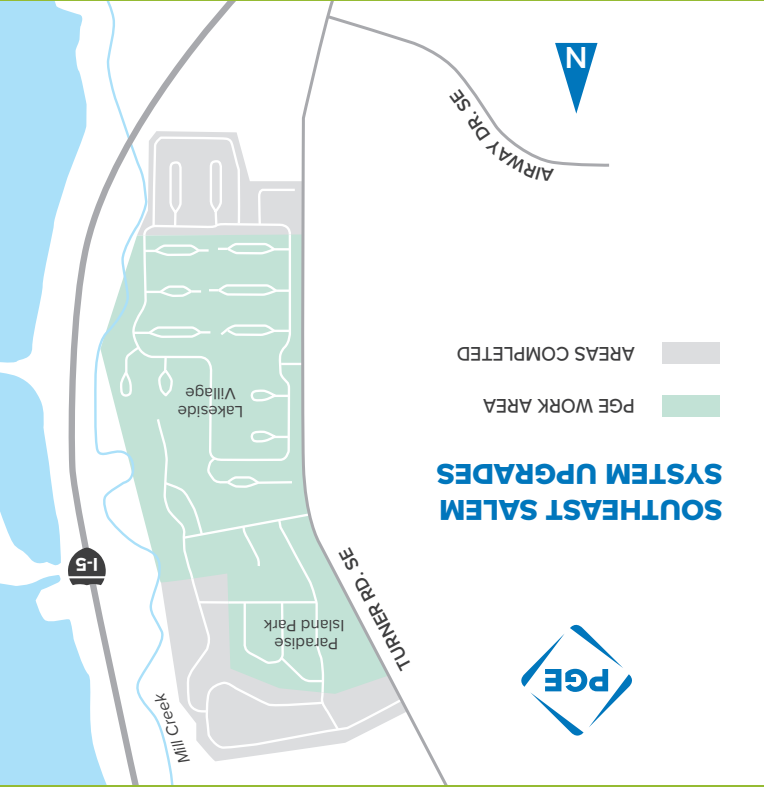 PGE
SOUTHEAST SALEM
SYSTEM UPGRADES
PGE WORK AREA
AREAS COMPLETED
Mill Creek
TURNER RD. SE
Paradise
Island Park
I-5
Lakeside
Village
AIRWAY DR. SE
N